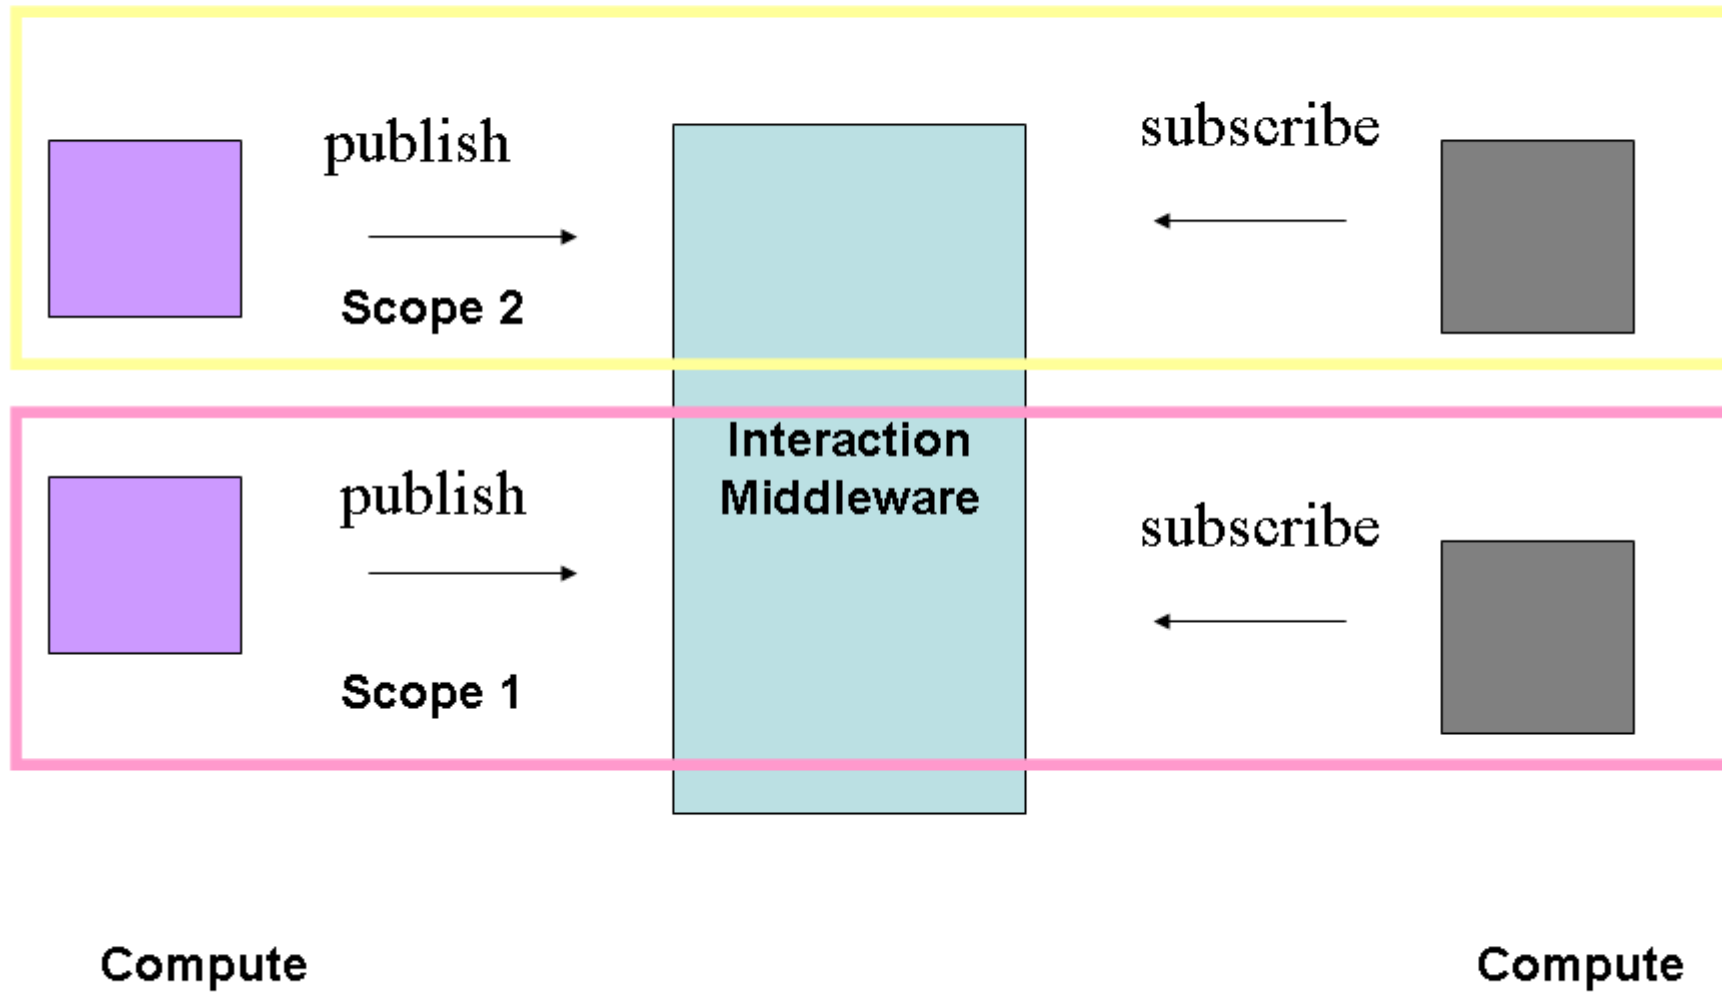 publish
subscribe
Scope 2
Interaction
Middleware
publish
subscribe
Scope 1
Compute
Compute